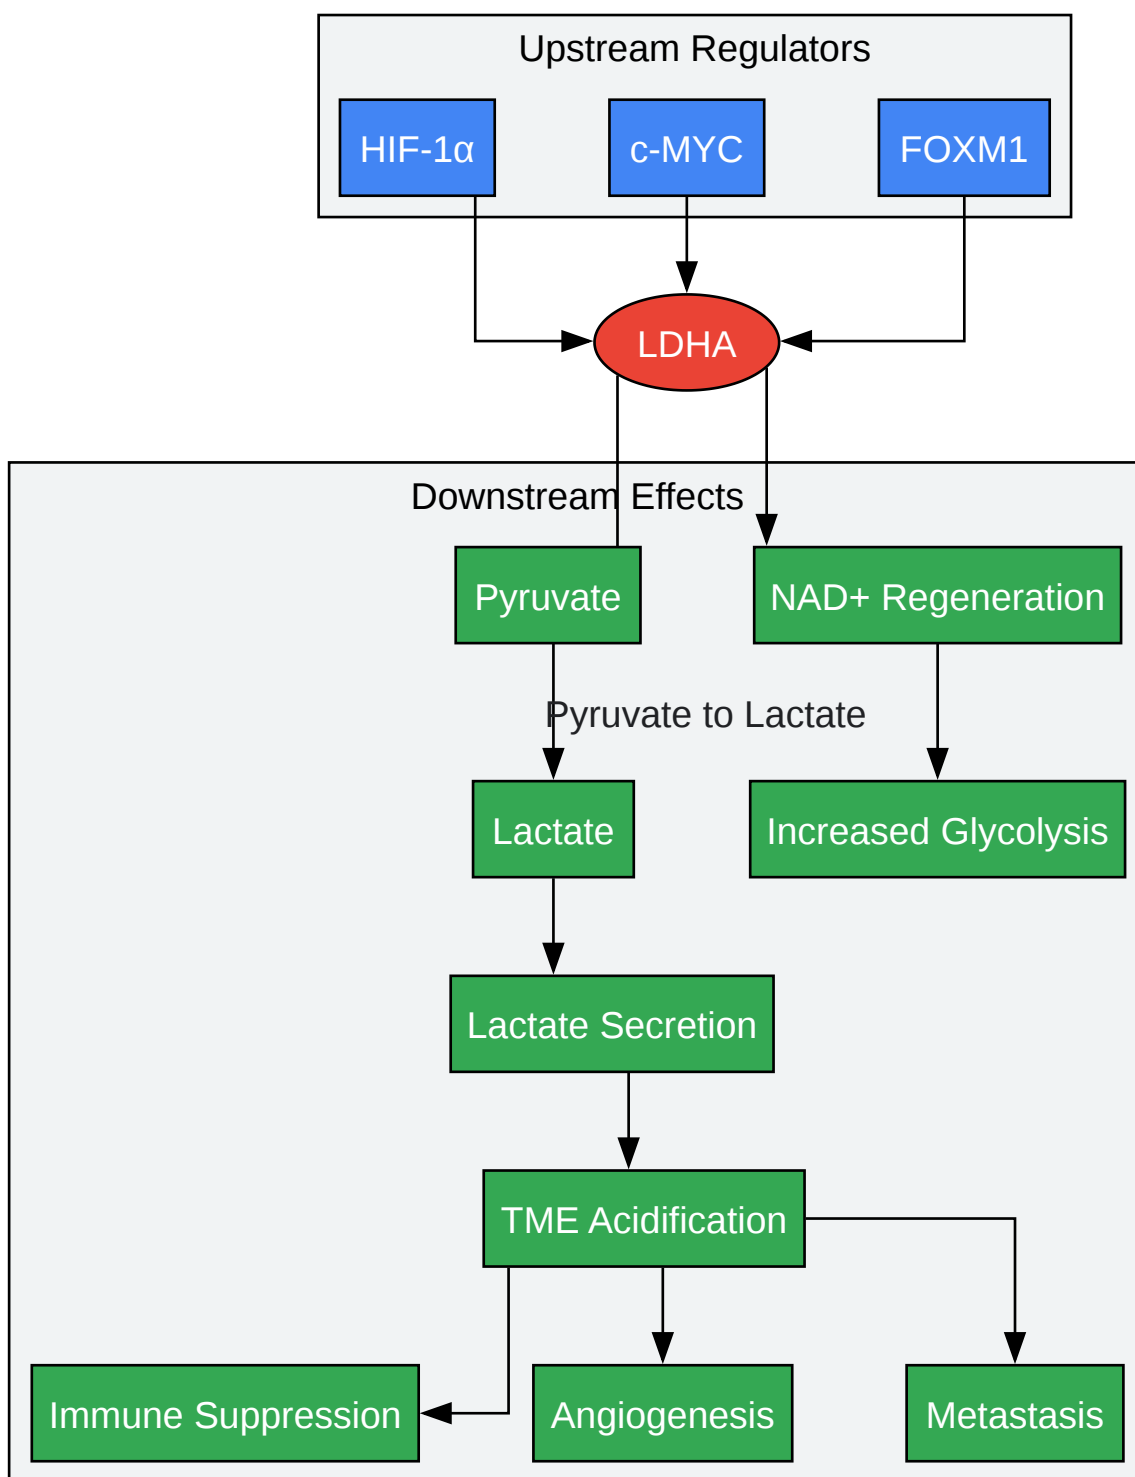 Upstream Regulators
HIF-1α
c-MYC
FOXM1
LDHA
Downstream Effects
Pyruvate
NAD+ Regeneration
Pyruvate to Lactate
Lactate
Increased Glycolysis
Lactate Secretion
TME Acidification
Immune Suppression
Angiogenesis
Metastasis